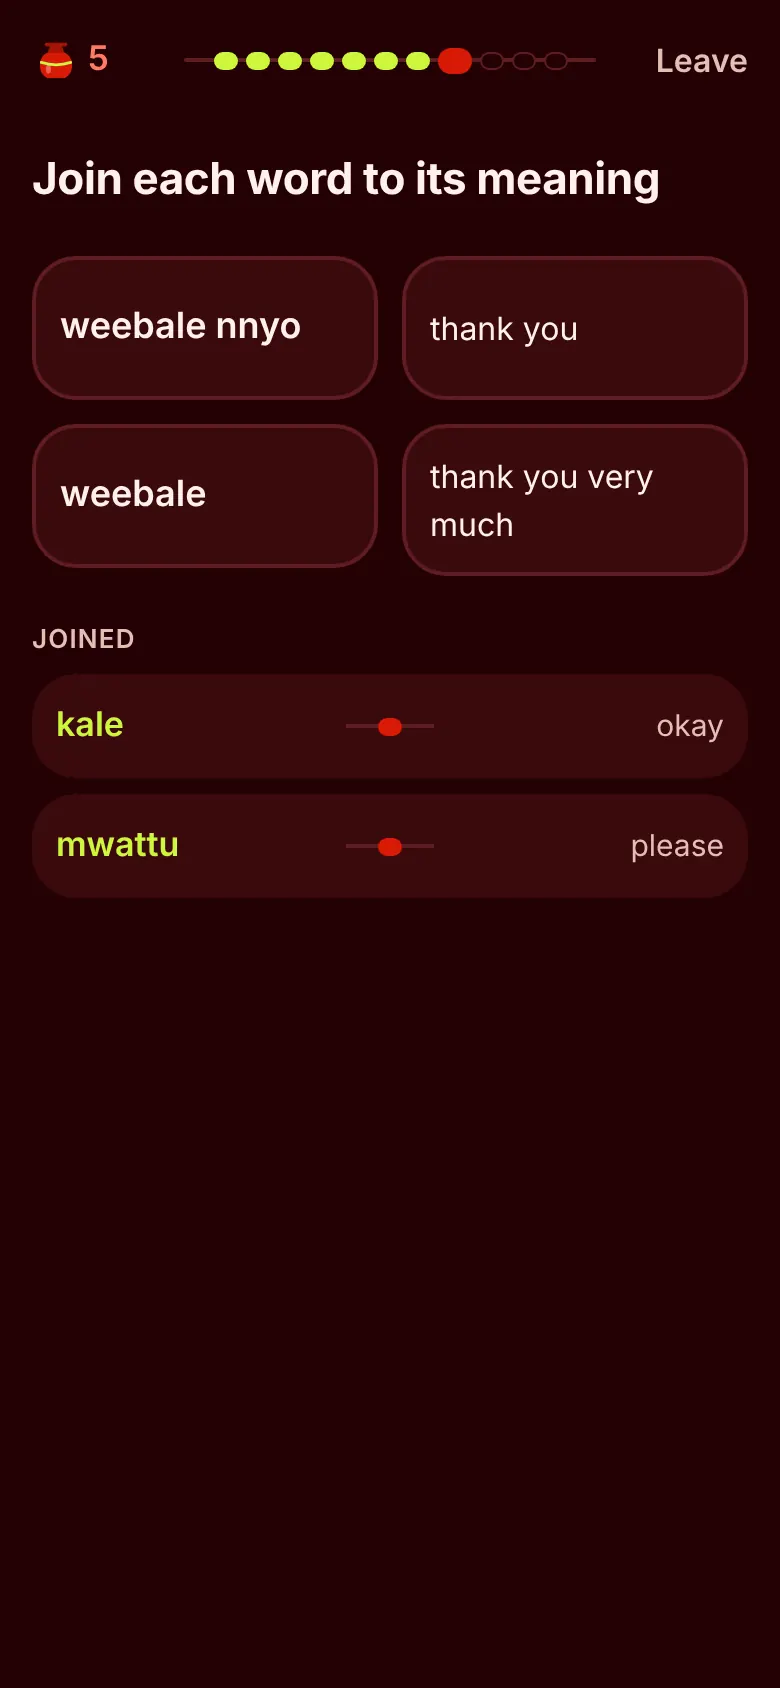 5
Leave
Join each word to its meaning
weebale nnyo
thank you
weebale
thank you very
much
JOINED
kale
okay
mwattu
please